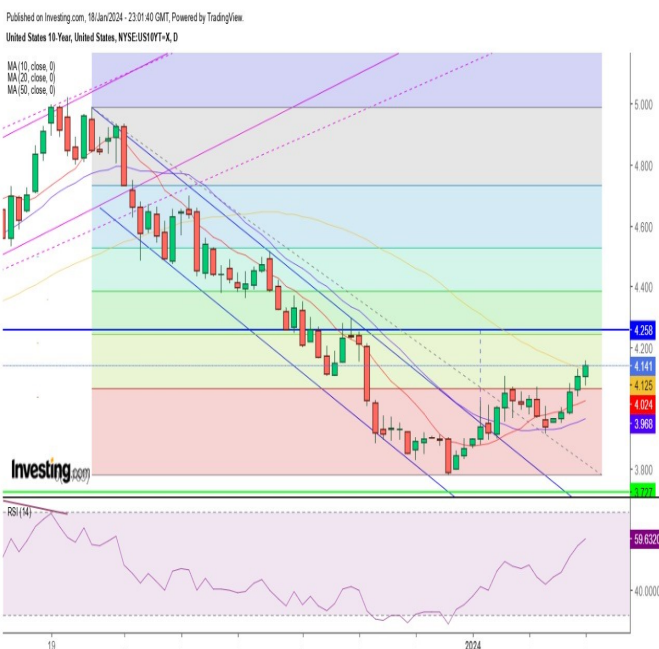 Published on Investing.com, 18/Jan/2024 - 23:01:40 GMT, Powered by TradingView.
United States 10-Year, United States, NYSE:US10YT=X, D
MA (10, close, 0)
MA (20, close, 0)
MA (50, close, 0)
5.000
4.800
4.600
4.400
4.258
4.200
4.141
4.125
4.024
3.968
3.800
3.727
Investing.com
RSI (14)
59.6320
40.0000
19
2024